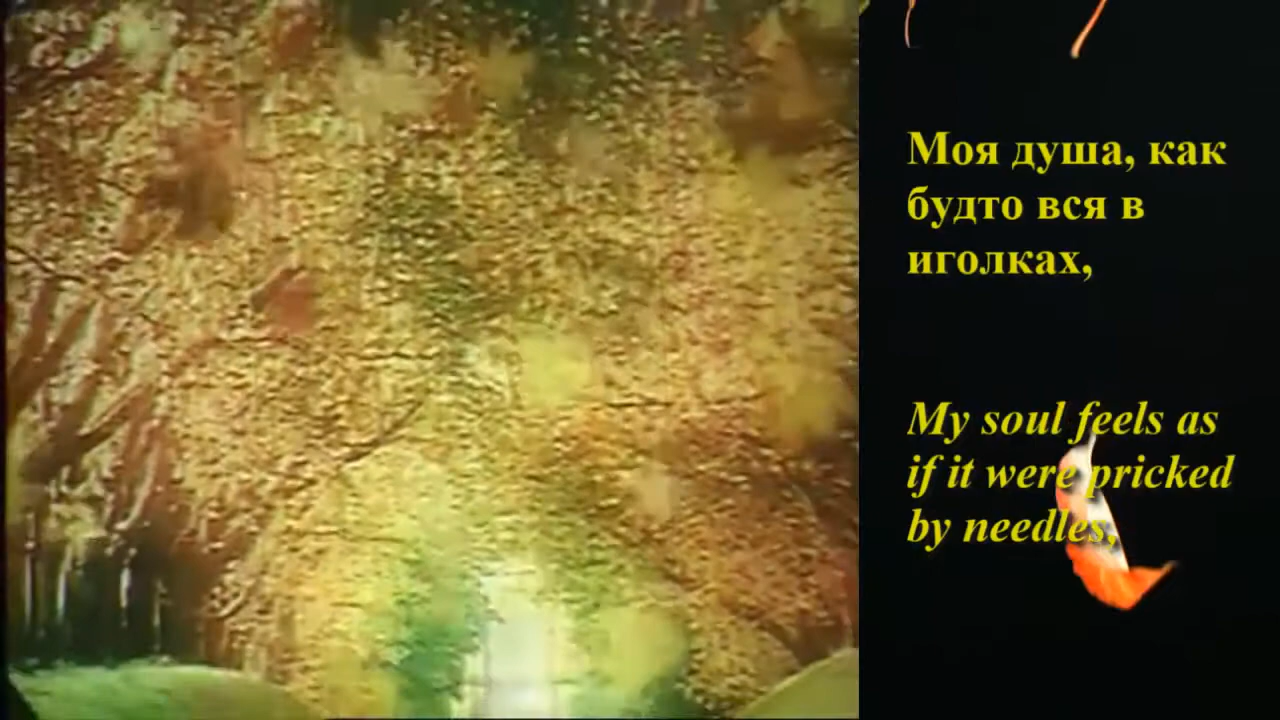 Моя душа, как
будто вся в
иголках,
My soul feels as
if it were pricked
by needles,